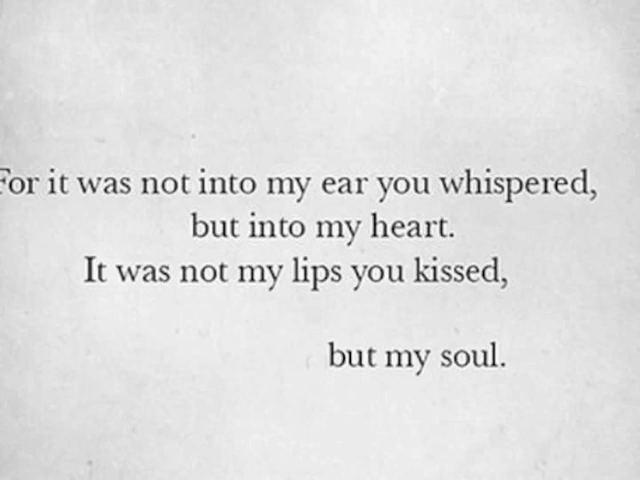 For it was not into my ear you whispered,
but into my heart.
It was not my lips you kissed,
but my soul.